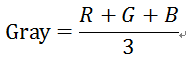 Gray = (R + G + B) / 3